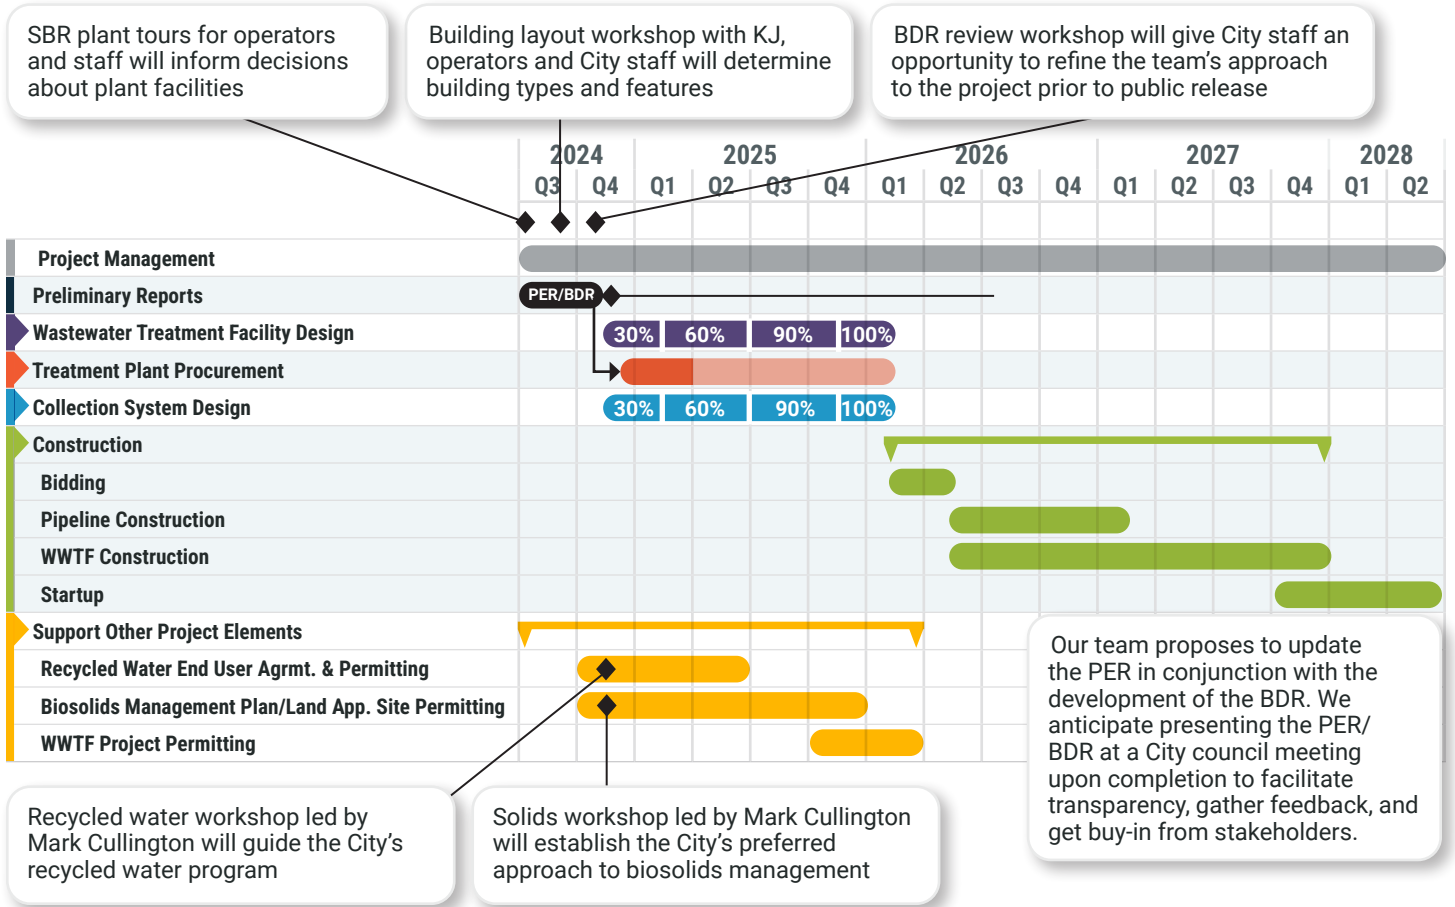 SBR plant tours for operators
and staff will inform decisions
about plant facilities
Building layout workshop with KJ,
operators and City staff will determine
building types and features
BDR review workshop will give City staff an
opportunity to refine the team’s approach
to the project prior to public release
2024 2025 2026 2027 2028
Q3 Q4 Q1 Q2 Q3 Q4 Q1 Q2 Q3 Q4 Q1 Q2 Q3 Q4 Q1 Q2
Project Management
Preliminary Reports PER/BDR
Wastewater Treatment Facility Design 30% 60% 90% 100%
Treatment Plant Procurement
Collection System Design 30% 60% 90% 100%
Construction
Bidding
Pipeline Construction
WWTF Construction
Startup
Support Other Project Elements
Recycled Water End User Agrmt. & Permitting
Biosolids Management Plan/Land App. Site Permitting
WWTF Project Permitting
Our team proposes to update
the PER in conjunction with the
development of the BDR. We
anticipate presenting the PER/
BDR at a City council meeting
upon completion to facilitate
transparency, gather feedback, and
get buy-in from stakeholders.
Recycled water workshop led by
Mark Cullington will guide the City’s
recycled water program
Solids workshop led by Mark Cullington
will establish the City’s preferred
approach to biosolids management